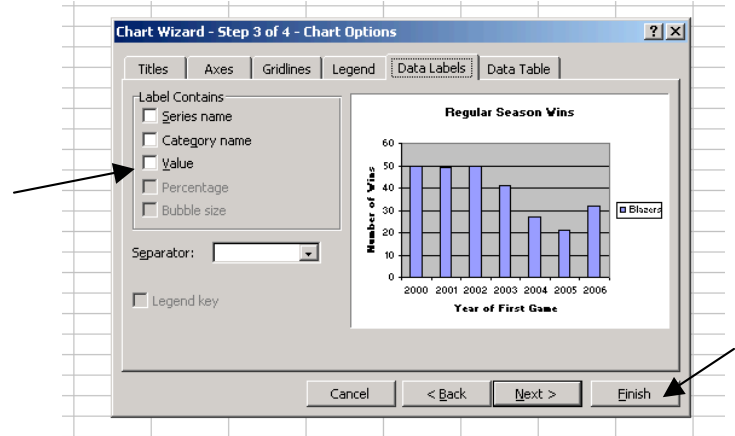 Chart Wizard - Step 3 of 4 - Chart Options
Titles Axes Gridlines Legend Data Labels Data Table
Label Contains
Series name
Category name
Value
Percentage
Bubble size
Separator:
Legend key
Regular Season Wins
Number of Wins
60
50
40
30
20
10
0
2000 2001 2002 2003 2004 2005 2006
Year of First Game
Blazers
Cancel < Back Next > Finish